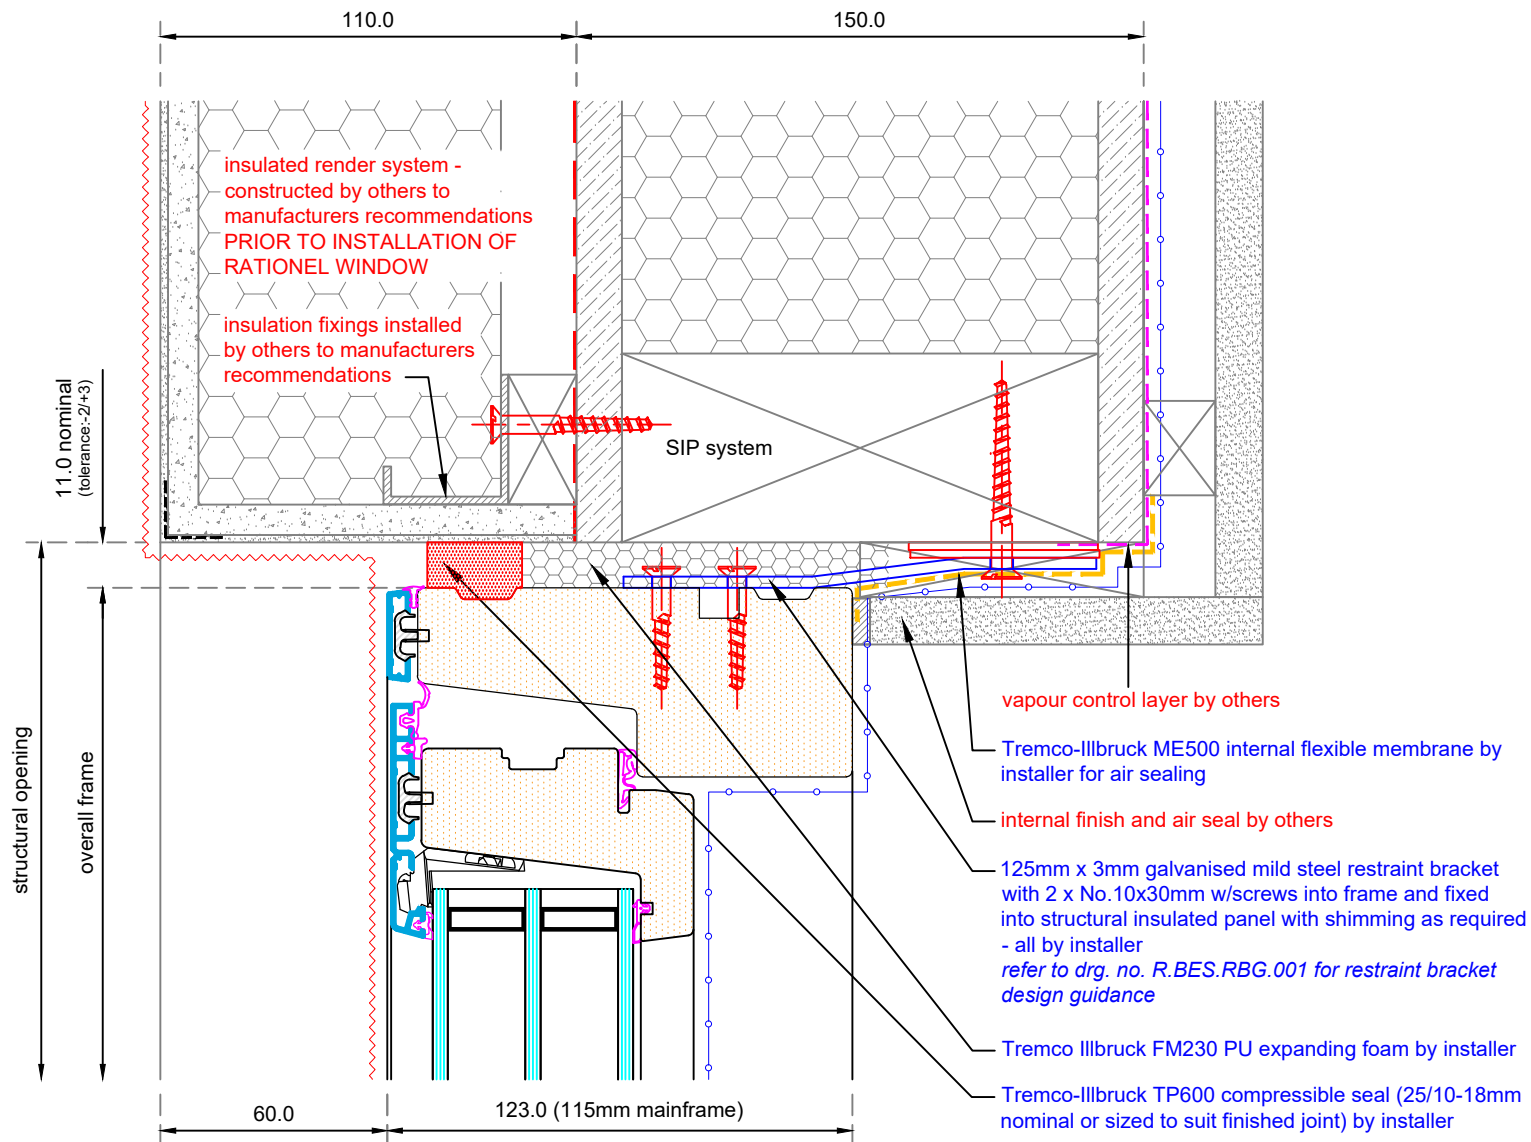 110.0
150.0
insulated render system -
constructed by others to
manufacturers recommendations
PRIOR TO INSTALLATION OF
RATIONEL WINDOW
insulation fixings installed
by others to manufacturers
recommendations
11.0 nominal
(tolerance:-2/+3)
SIP system
structural opening
overall frame
vapour control layer by others
Tremco-Illbruck ME500 internal flexible membrane by
installer for air sealing
internal finish and air seal by others
125mm x 3mm galvanised mild steel restraint bracket
with 2 x No.10x30mm w/screws into frame and fixed
into structural insulated panel with shimming as required
- all by installer
refer to drg. no. R.BES.RBG.001 for restraint bracket
design guidance
Tremco Illbruck FM230 PU expanding foam by installer
Tremco-Illbruck TP600 compressible seal (25/10-18mm
nominal or sized to suit finished joint) by installer
60.0
123.0 (115mm mainframe)